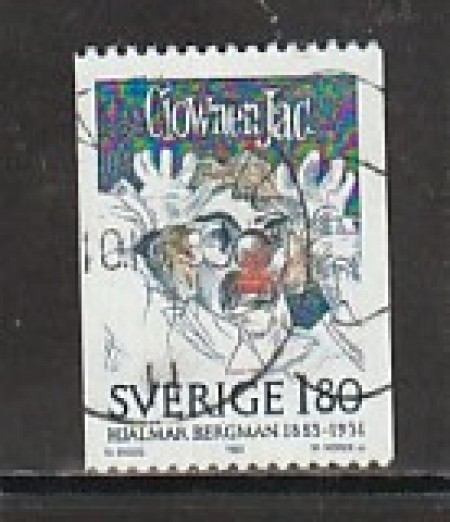 Clownen Jac
SVERIGE 180
HJALMAR BERGMAN 1883-1931